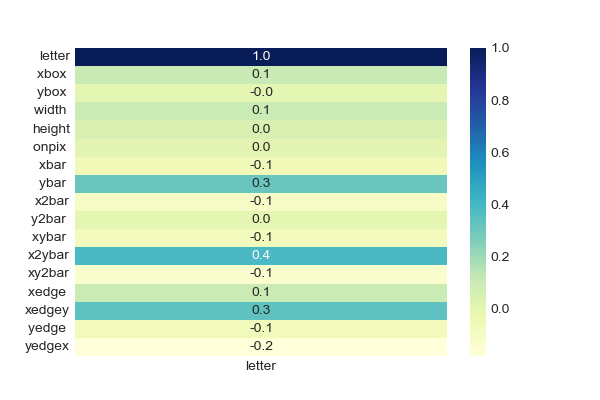 letter 1.0
xbox 0.1
ybox -0.0
width 0.1
height 0.0
onpix 0.0
xbar -0.1
ybar 0.3
x2bar -0.1
y2bar 0.0
xybar -0.1
x2ybar 0.4
xy2bar -0.1
xedge 0.1
xedgey 0.3
yedge -0.1
yedgex -0.2
letter
1.0
0.8
0.6
0.4
0.2
0.0